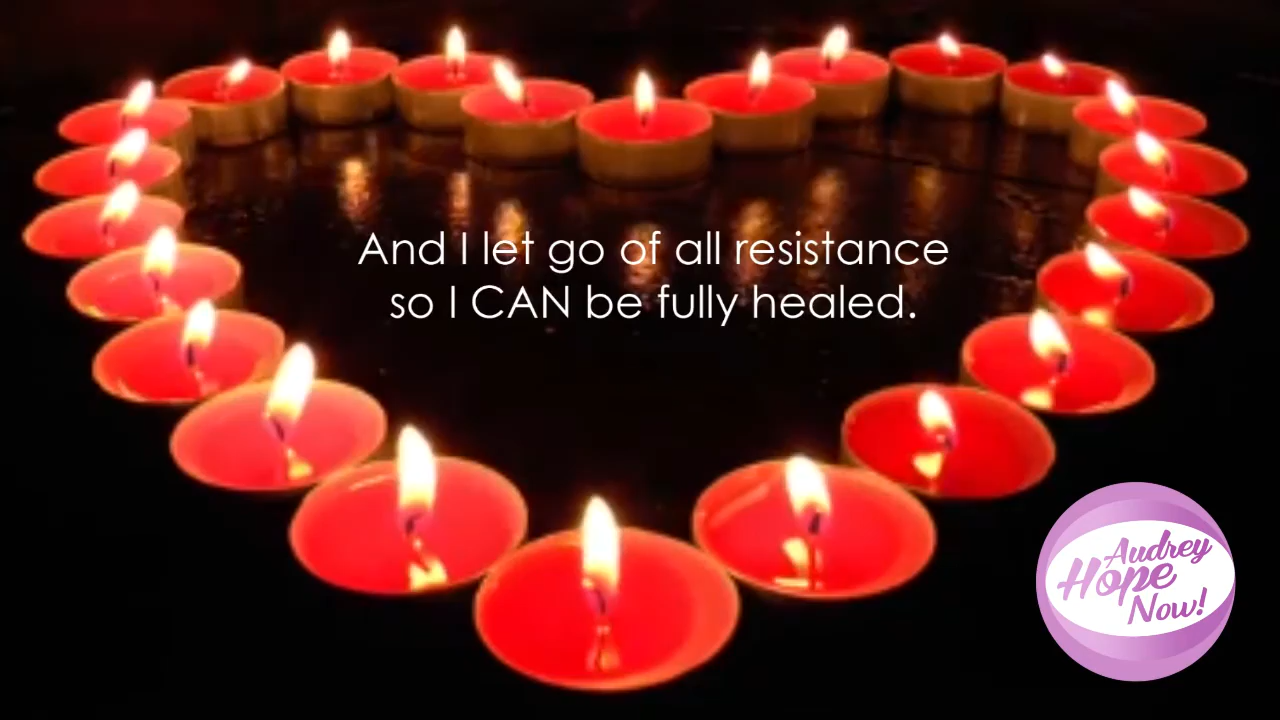 And I let go of all resistance
so I CAN be fully healed.
Audrey
Hope
Now!